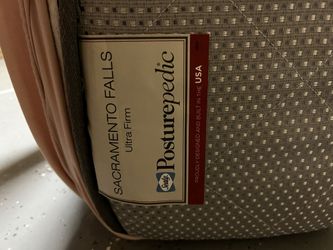 SACRAMENTO FALLS
Ultra Firm
Sealy
Posturepedic
PROUDLY DESIGNED AND BUILT IN THE USA